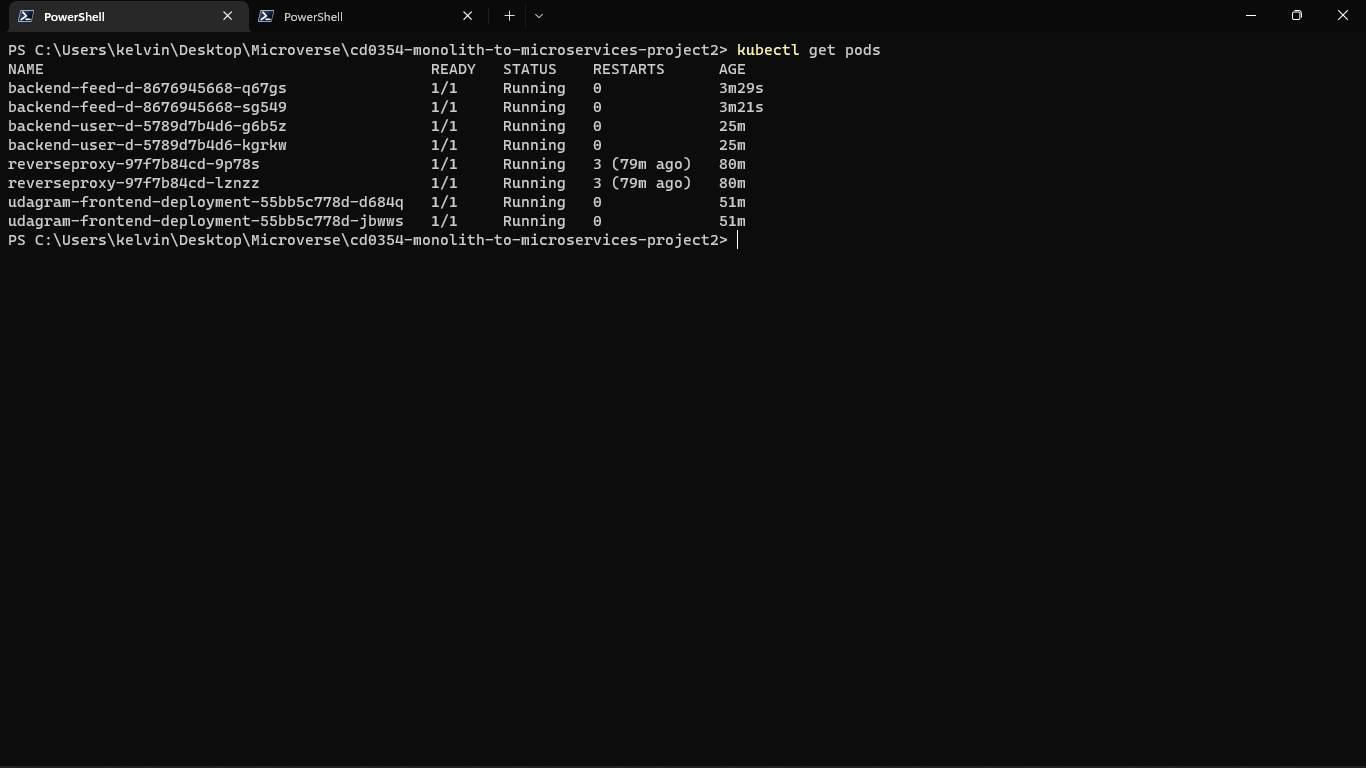 PowerShell PowerShell
PS C:\Users\kelvin\Desktop\Microverse\cd0354-monolith-to-microservices-project2> kubectl get pods
NAME READY STATUS RESTARTS AGE
backend-feed-d-8676945668-q67gs 1/1 Running 0 3m29s
backend-feed-d-8676945668-sg549 1/1 Running 0 3m21s
backend-user-d-5789d7b4d6-g6b5z 1/1 Running 0 25m
backend-user-d-5789d7b4d6-kgrkw 1/1 Running 0 25m
reverseproxy-97f7b84cd-9p78s 1/1 Running 3 (79m ago) 80m
reverseproxy-97f7b84cd-lznzz 1/1 Running 3 (79m ago) 80m
udagram-frontend-deployment-55bb5c778d-d684q 1/1 Running 0 51m
udagram-frontend-deployment-55bb5c778d-jbwws 1/1 Running 0 51m
PS C:\Users\kelvin\Desktop\Microverse\cd0354-monolith-to-microservices-project2>